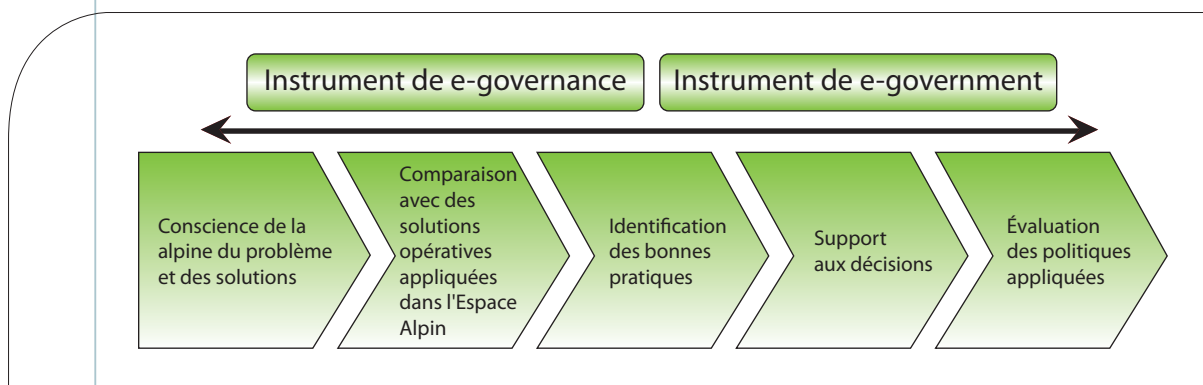 Instrument de e-governance
Instrument de e-government
Conscience de la
alpine du problème
et des solutions
Comparaison
avec des
solutions
opératives
appliquées
dans l'Espace
Alpin
Identification
des bonnes
pratiques
Support
aux décisions
Évaluation
des politiques
appliquées